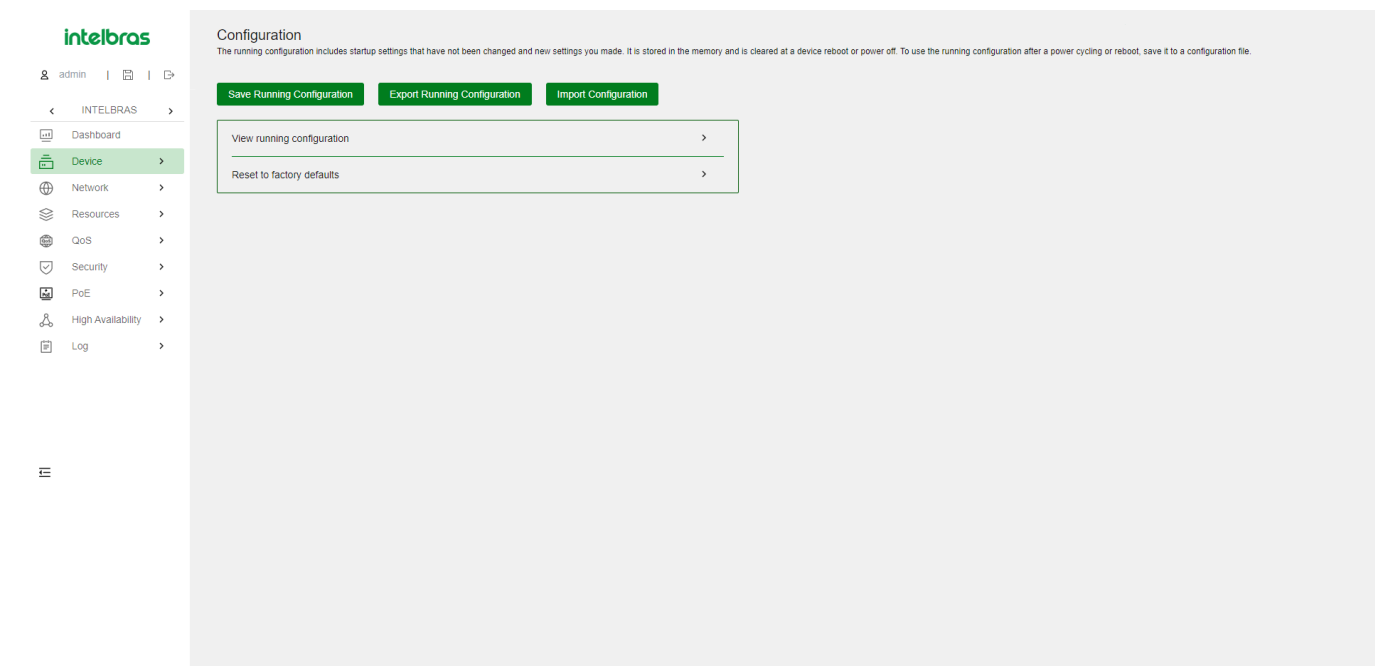 intelbras
admin | |
INTELBRAS
Dashboard
Device
Network
Resources
QoS
Security
PoE
High Availability
Log
Configuration
The running configuration includes startup settings that have not been changed and new settings you made. It is stored in the memory and is cleared at a device reboot or power off. To use the running configuration after a power cycling or reboot, save it to a configuration file.
Save Running Configuration Export Running Configuration Import Configuration
View running configuration
Reset to factory defaults